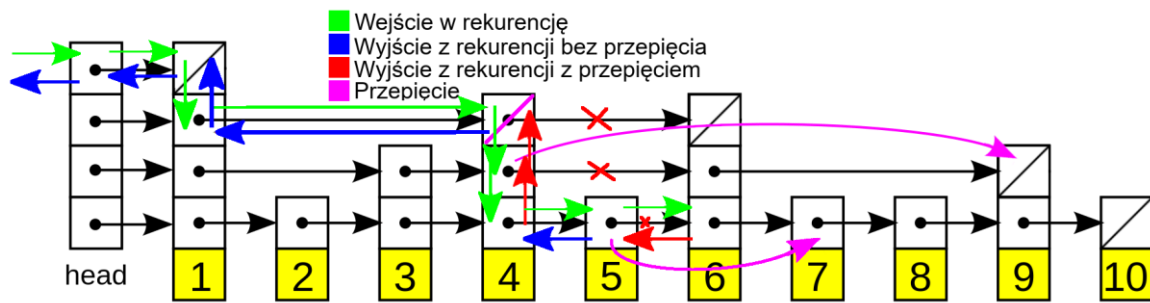 Wejście w rekurencję
Wyjście z rekurencji bez przepięcia
Wyjście z rekurencji z przepięciem
Przepięcie
head 1 2 3 4 5 6 7 8 9 10